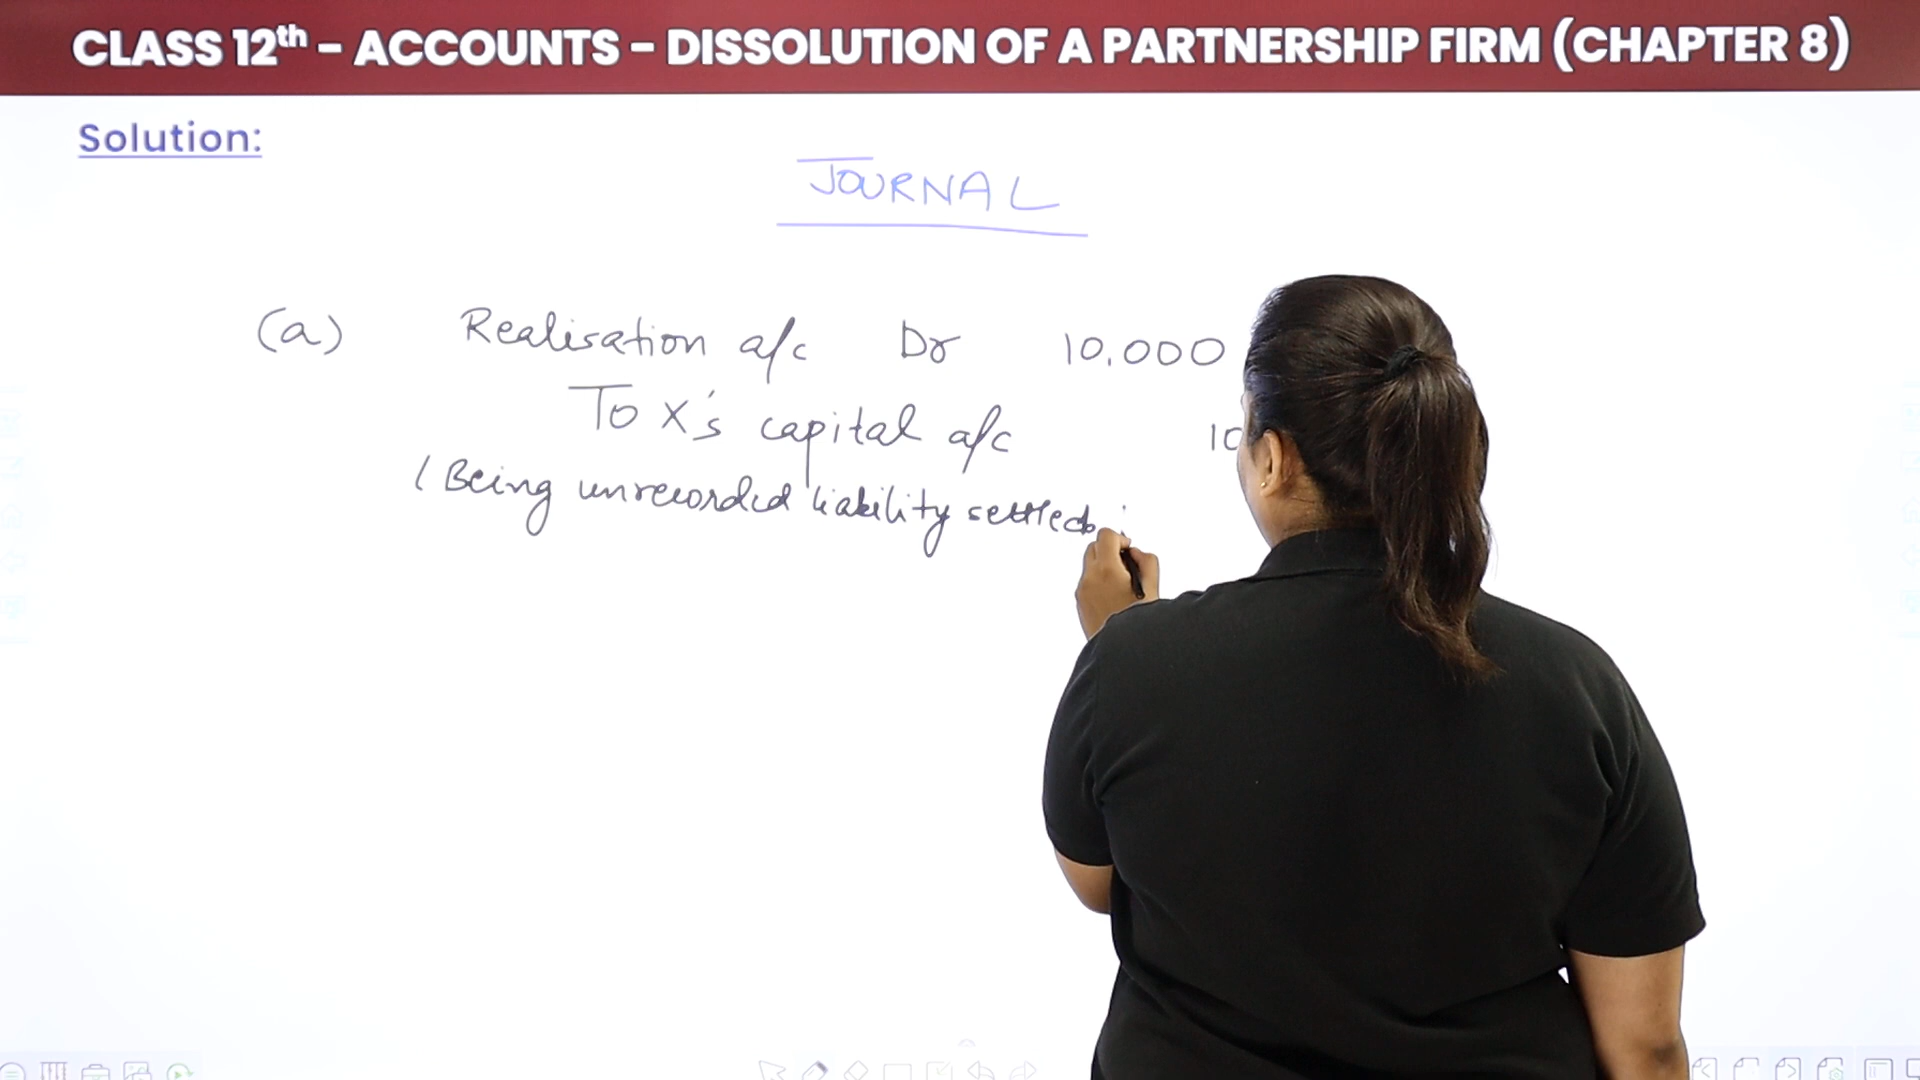 CLASS 12th - ACCOUNTS - DISSOLUTION OF A PARTNERSHIP FIRM (CHAPTER 8)
Solution:
JOURNAL
(a) Realisation a/c Dr 10,000
To X's capital a/c 10
(Being unrecorded liability settled